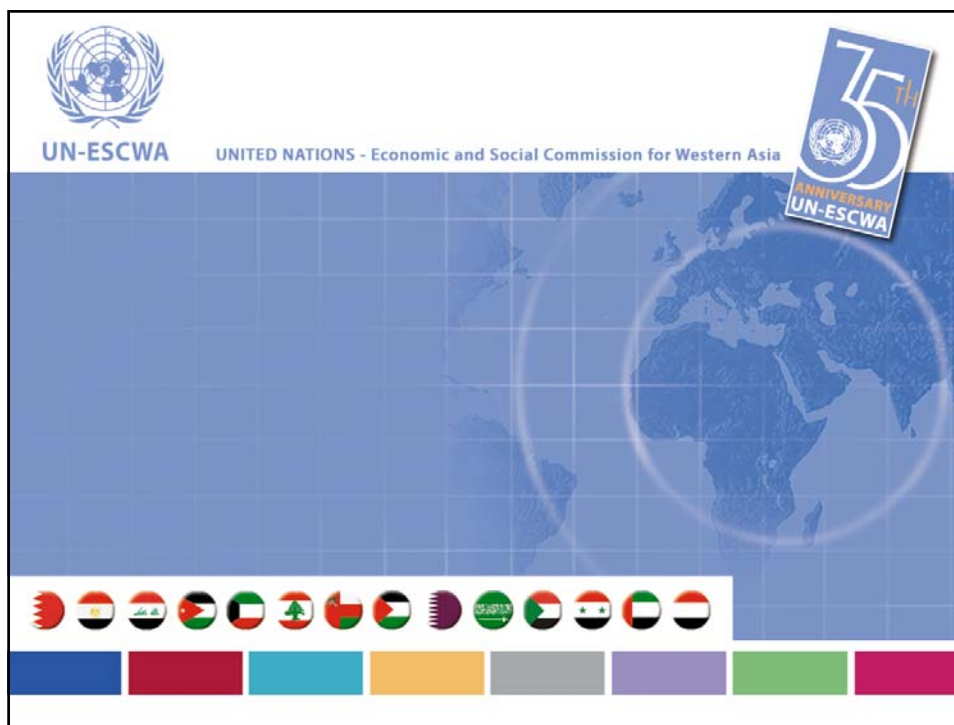 35TH
ANNIVERSARY
UN-ESCWA
UN-ESCWA
UNITED NATIONS - Economic and Social Commission for Western Asia